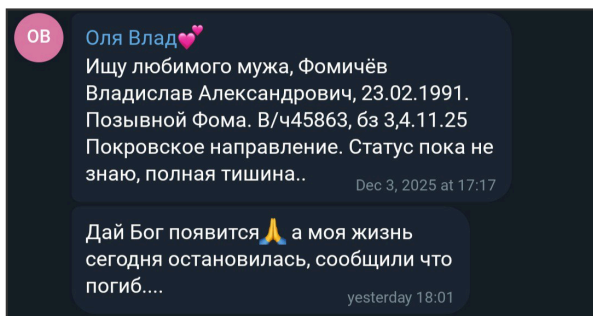 ОВ
Оля Влад💕
Ищу любимого мужа, Фомичёв
Владислав Александрович, 23.02.1991.
Позывной Фома. В/ч45863, бз 3,4.11.25
Покровское направление. Статус пока не
знаю, полная тишина..
Dec 3, 2025 at 17:17
Дай Бог появится🙏 а моя жизнь
сегодня остановилась, сообщили что
погиб....
yesterday 18:01